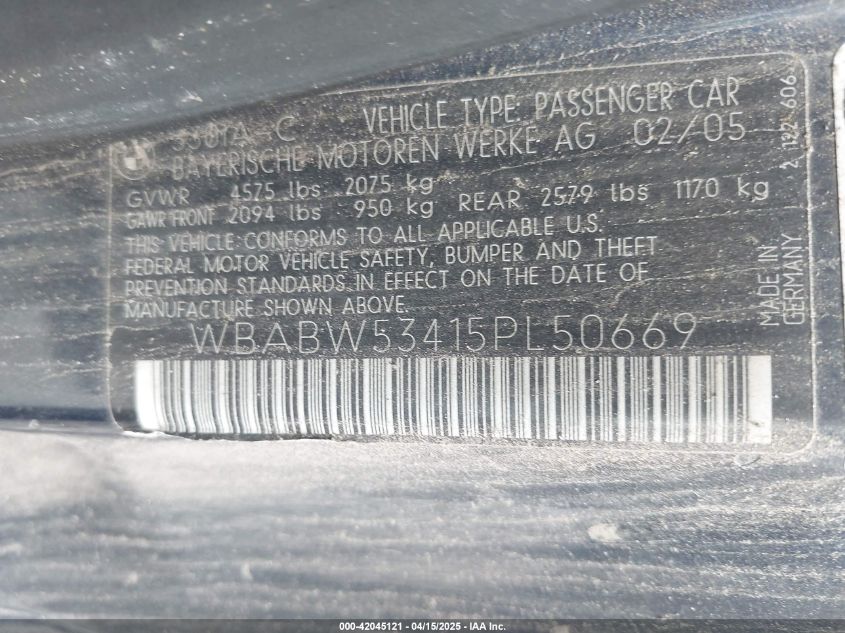 330iA C VEHICLE TYPE: PASSENGER CAR
BAYERISCHE MOTOREN WERKE AG 02/05
GVWR 4575 lbs 2075 kg
GAWR FRONT 2094 lbs 950 kg REAR 2579 lbs 1170 kg
THIS VEHICLE CONFORMS TO ALL APPLICABLE U.S.
FEDERAL MOTOR VEHICLE SAFETY, BUMPER AND THEFT
PREVENTION STANDARDS IN EFFECT ON THE DATE OF
MANUFACTURE SHOWN ABOVE.
WBABW53415PL50669
MADE IN
GERMANY
2 122 606
000-42045121 - 04/15/2025 - IAA Inc.